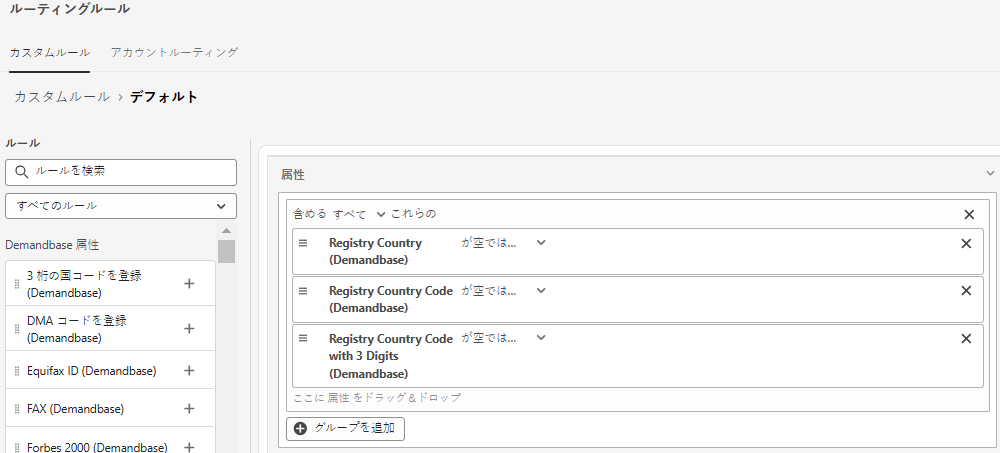 ルーティングルール
カスタムルール アカウントルーティング
カスタムルール › デフォルト
ルール
ルールを検索
すべてのルール
Demandbase 属性
3 桁の国コードを登録
(Demandbase)
DMA コードを登録
(Demandbase)
Equifax ID (Demandbase)
FAX (Demandbase)
Forbes 2000 (Demandbase)
属性
含める すべて これらの
Registry Country が空では...
(Demandbase)
Registry Country Code が空では...
(Demandbase)
Registry Country Code が空では...
with 3 Digits
(Demandbase)
ここに 属性 をドラッグ＆ドロップ
グループを追加